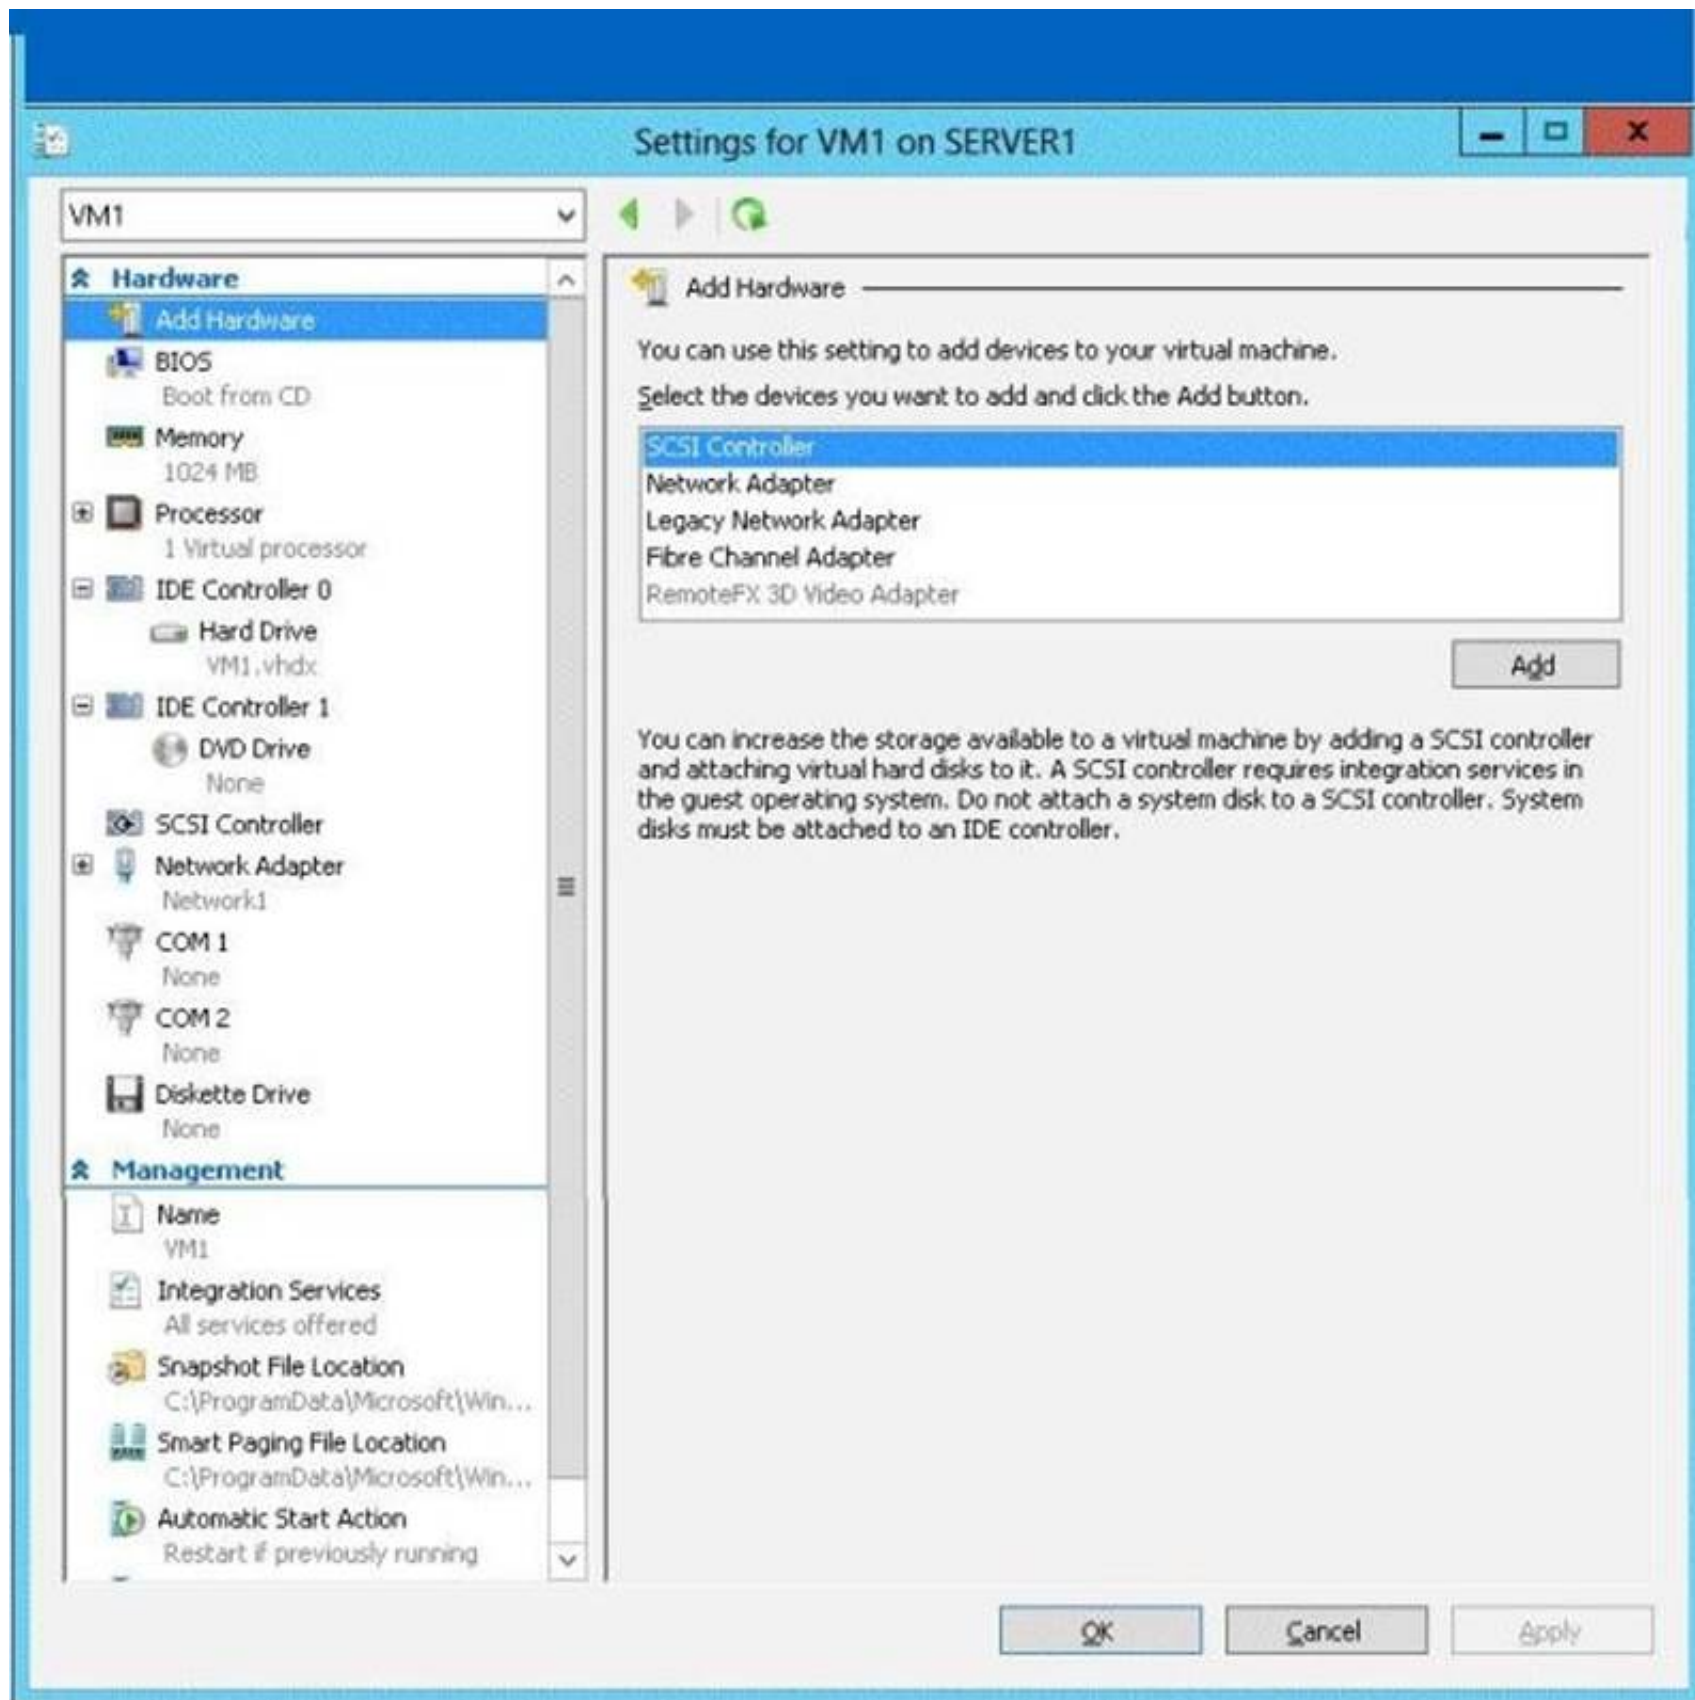 Settings for VM1 on SERVER1
VM1
Hardware
Add Hardware
BIOS
Boot from CD
Memory
1024 MB
Processor
1 Virtual processor
IDE Controller 0
Hard Drive
VM1.vhdx
IDE Controller 1
DVD Drive
None
SCSI Controller
Network Adapter
Network1
COM 1
None
COM 2
None
Diskette Drive
None
Management
Name
VM1
Integration Services
All services offered
Snapshot File Location
C:\ProgramData\Microsoft\Win...
Smart Paging File Location
C:\ProgramData\Microsoft\Win...
Automatic Start Action
Restart if previously running
Add Hardware
You can use this setting to add devices to your virtual machine.
Select the devices you want to add and click the Add button.
SCSI Controller
Network Adapter
Legacy Network Adapter
Fibre Channel Adapter
RemoteFX 3D Video Adapter
Add
You can increase the storage available to a virtual machine by adding a SCSI controller
and attaching virtual hard disks to it. A SCSI controller requires integration services in
the guest operating system. Do not attach a system disk to a SCSI controller. System
disks must be attached to an IDE controller.
OK
Cancel
Apply